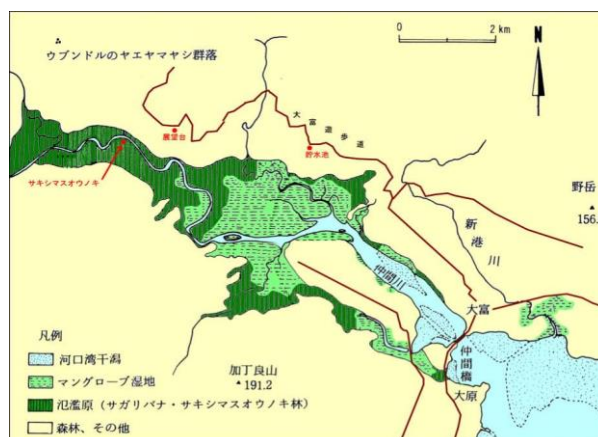 ウブンドルのヤエヤマヤシ群落
0 2 km
N
展望台
大富遊歩道
貯水池
サキシマスオウノキ
野岳
156.
新港川
仲間川
大富
仲間橋
大原
加丁良山
191.2
凡例
河口湾干潟
マングローブ湿地
氾濫原（サガリバナ・サキシマスオウノキ林）
森林、その他